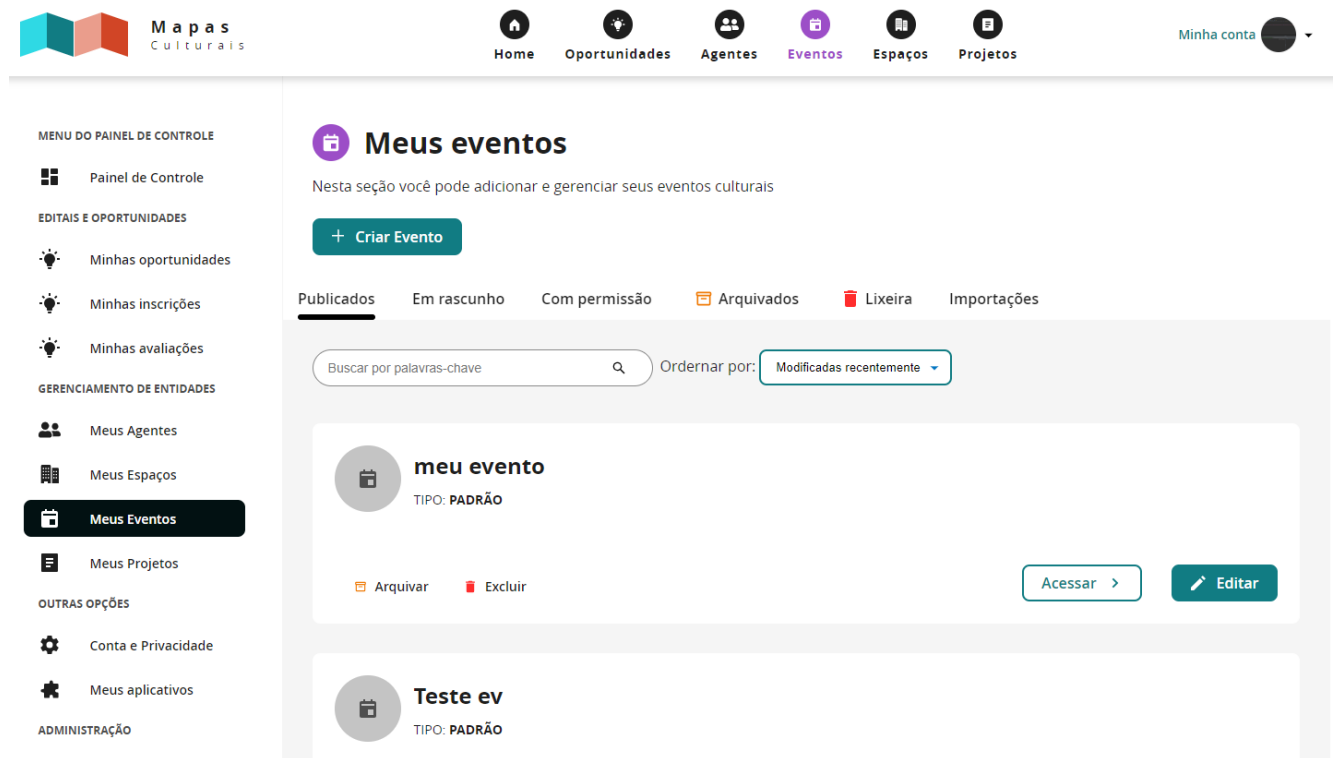 Mapas
Culturais
Home
Oportunidades
Agentes
Eventos
Espaços
Projetos
Minha conta
MENU DO PAINEL DE CONTROLE
Painel de Controle
EDITAIS E OPORTUNIDADES
Minhas oportunidades
Minhas inscrições
Minhas avaliações
GERENCIAMENTO DE ENTIDADES
Meus Agentes
Meus Espaços
Meus Eventos
Meus Projetos
OUTRAS OPÇÕES
Conta e Privacidade
Meus aplicativos
ADMINISTRAÇÃO
Meus eventos
Nesta seção você pode adicionar e gerenciar seus eventos culturais
+ Criar Evento
Publicados
Em rascunho
Com permissão
Arquivados
Lixeira
Importações
Buscar por palavras-chave
Ordernar por:
Modificadas recentemente
meu evento
TIPO: PADRÃO
Arquivar
Excluir
Acessar
Editar
Teste ev
TIPO: PADRÃO